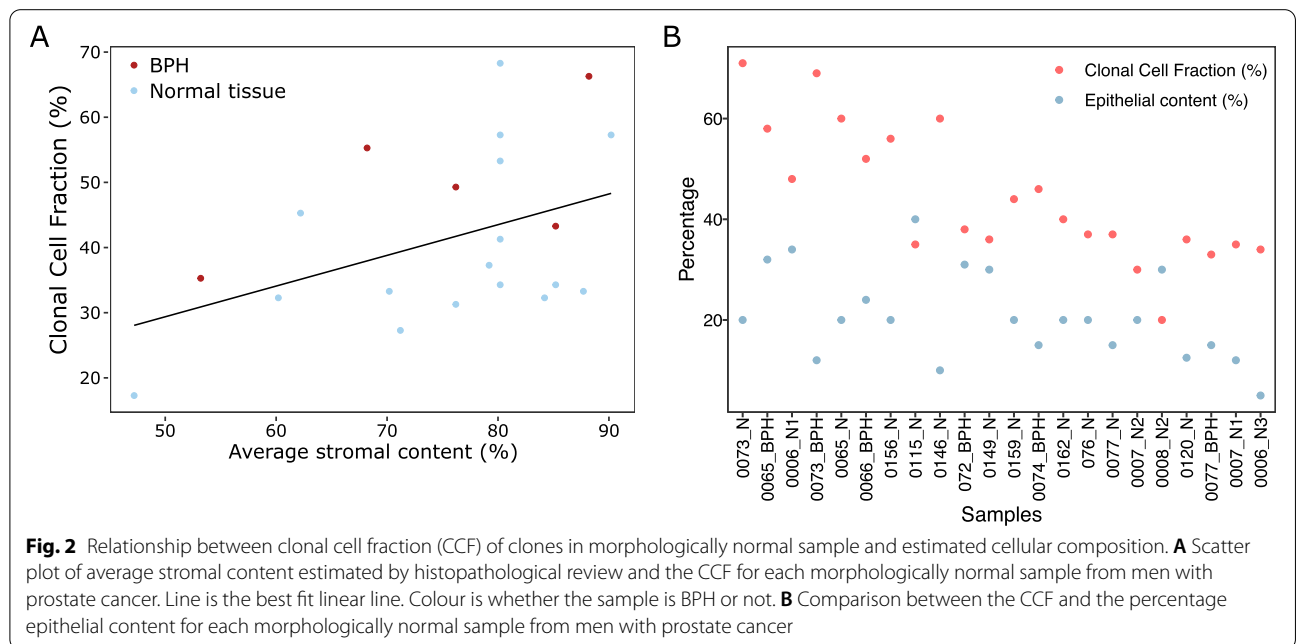 A
BPH
Normal tissue
Clonal Cell Fraction (%)
70
60
50
40
30
20
50 60 70 80 90
Average stromal content (%)
B
Clonal Cell Fraction (%)
Epithelial content (%)
Percentage
60
40
20
0073_N
0065_BPH
0006_N1
0073_BPH
0065_N
0066_BPH
0156_N
0115_N
0146_N
072_BPH
0149_N
0159_N
0074_BPH
0162_N
076_N
0077_N
0007_N2
0008_N2
0120_N
0077_BPH
0007_N1
0006_N3
Samples
Fig. 2 Relationship between clonal cell fraction (CCF) of clones in morphologically normal sample and estimated cellular composition. A Scatter
plot of average stromal content estimated by histopathological review and the CCF for each morphologically normal sample from men with
prostate cancer. Line is the best fit linear line. Colour is whether the sample is BPH or not. B Comparison between the CCF and the percentage
epithelial content for each morphologically normal sample from men with prostate cancer